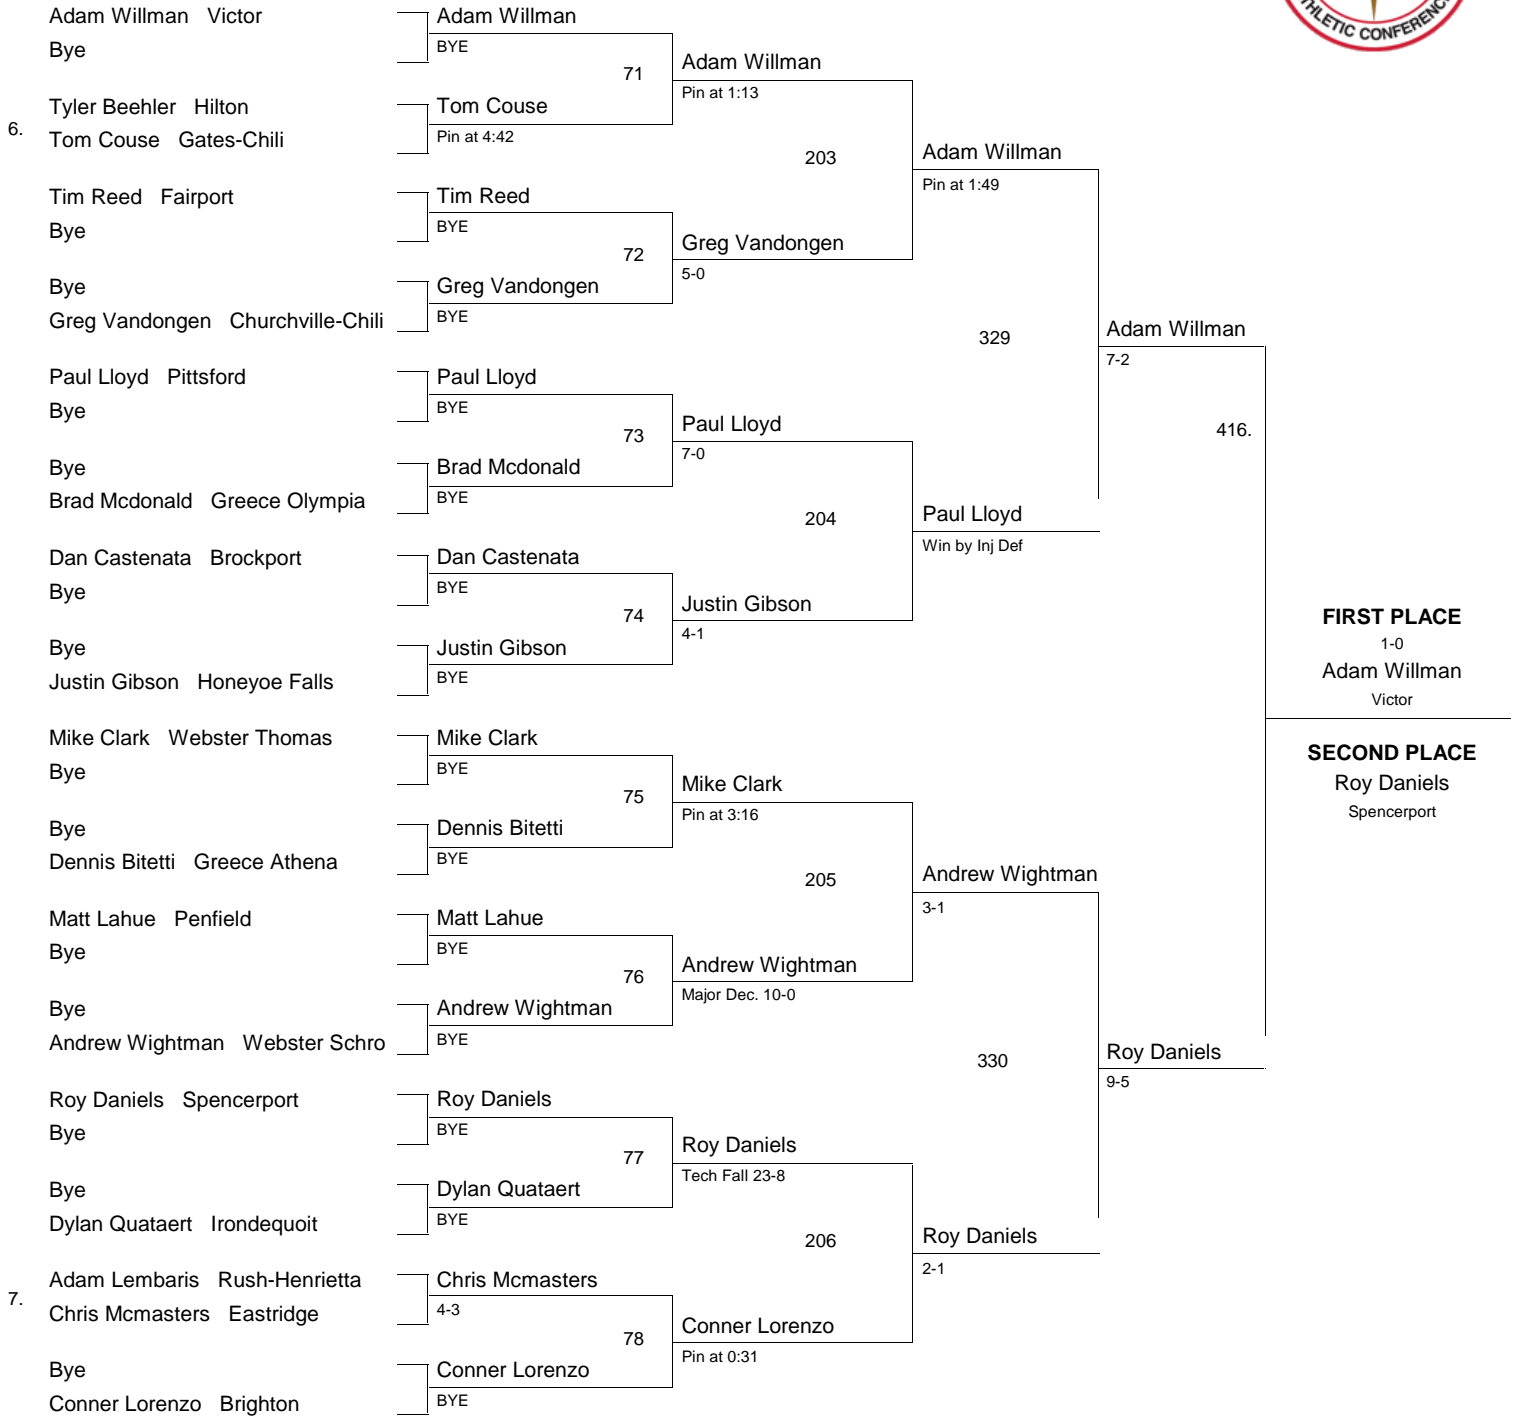 THLETIC CONFERENC
Adam Willman Victor
Bye
6.
Tyler Beehler Hilton
Tom Couse Gates-Chili
Tim Reed Fairport
Bye
Bye
Greg Vandongen Churchville-Chili
Paul Lloyd Pittsford
Bye
Bye
Brad Mcdonald Greece Olympia
Dan Castenata Brockport
Bye
Bye
Justin Gibson Honeyoe Falls
Mike Clark Webster Thomas
Bye
Bye
Dennis Bitetti Greece Athena
Matt Lahue Penfield
Bye
Bye
Andrew Wightman Webster Schro
Roy Daniels Spencerport
Bye
Bye
Dylan Quataert Irondequoit
7.
Adam Lembaris Rush-Henrietta
Chris Mcmasters Eastridge
Bye
Conner Lorenzo Brighton
Adam Willman
BYE
71
Tom Couse
Pin at 4:42
Tim Reed
BYE
72
Greg Vandongen
BYE
Paul Lloyd
BYE
73
Brad Mcdonald
BYE
Dan Castenata
BYE
74
Justin Gibson
BYE
Mike Clark
BYE
75
Dennis Bitetti
BYE
Matt Lahue
BYE
76
Andrew Wightman
BYE
Roy Daniels
BYE
77
Dylan Quataert
BYE
Chris Mcmasters
4-3
78
Conner Lorenzo
BYE
Adam Willman
Pin at 1:13
203
Greg Vandongen
5-0
Paul Lloyd
7-0
204
Justin Gibson
4-1
Mike Clark
Pin at 3:16
205
Andrew Wightman
Major Dec. 10-0
Roy Daniels
Tech Fall 23-8
206
Conner Lorenzo
Pin at 0:31
Adam Willman
Pin at 1:49
329
Paul Lloyd
Win by Inj Def
Andrew Wightman
3-1
330
Roy Daniels
2-1
Adam Willman
7-2
416.
Roy Daniels
9-5
FIRST PLACE
1-0
Adam Willman
Victor
SECOND PLACE
Roy Daniels
Spencerport